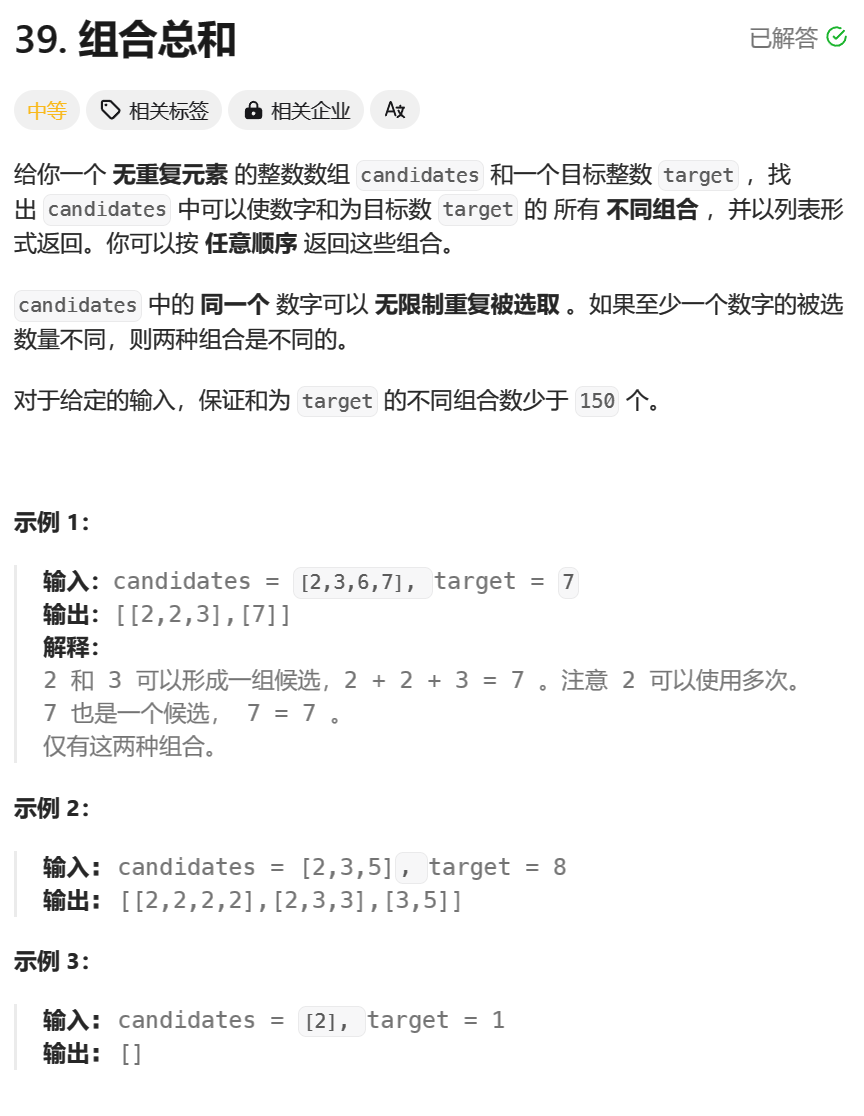 39. 组合总和
已解答
中等 相关标签 相关企业 A文
给你一个 无重复元素 的整数数组 candidates 和一个目标整数 target ，找
出 candidates 中可以使数字和为目标数 target 的 所有 不同组合 ，并以列表形
式返回。你可以按 任意顺序 返回这些组合。
candidates 中的 同一个 数字可以 无限制重复被选取 。如果至少一个数字的被选
数量不同，则两种组合是不同的。
对于给定的输入，保证和为 target 的不同组合数少于 150 个。
示例 1：
输入：candidates = [2,3,6,7], target = 7
输出：[[2,2,3],[7]]
解释：
2 和 3 可以形成一组候选，2 + 2 + 3 = 7 。注意 2 可以使用多次。
7 也是一个候选， 7 = 7 。
仅有这两种组合。
示例 2：
输入: candidates = [2,3,5], target = 8
输出: [[2,2,2,2],[2,3,3],[3,5]]
示例 3：
输入: candidates = [2], target = 1
输出: []